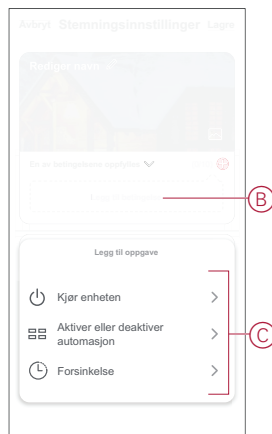 Avbryt Stemningsinnstillinger Lagre
Rediger navn
En av betingelsene oppfylles
B
Legg til oppgave
Kjør enheten
Aktiver eller deaktiver
automasjon
C
Forsinkelse